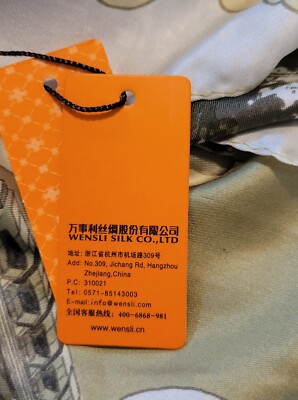 万事利丝绸股份有限公司
WENSLI SILK CO.,LTD
地址: 浙江省杭州市机场路309号
Add: No.309, Jichang Rd, Hangzhou
Zhejiang,China
P.C: 310021
Tel: 0571-85143003
E-mail:info@wensli.com
全国客服热线: 400-6868-981
www.wensli.cn